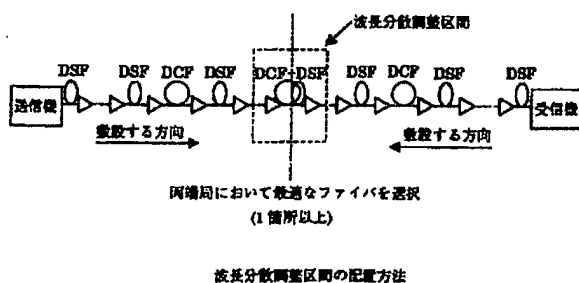 波長分散調整区間
DSF DSF DCF DSF DCF+DSF DSF DCF DSF DSF
送信機 受信機
敷設する方向 敷設する方向
両端局において最適なファイバを選択
(1箇所以上)
波長分散調整区間の配置方法